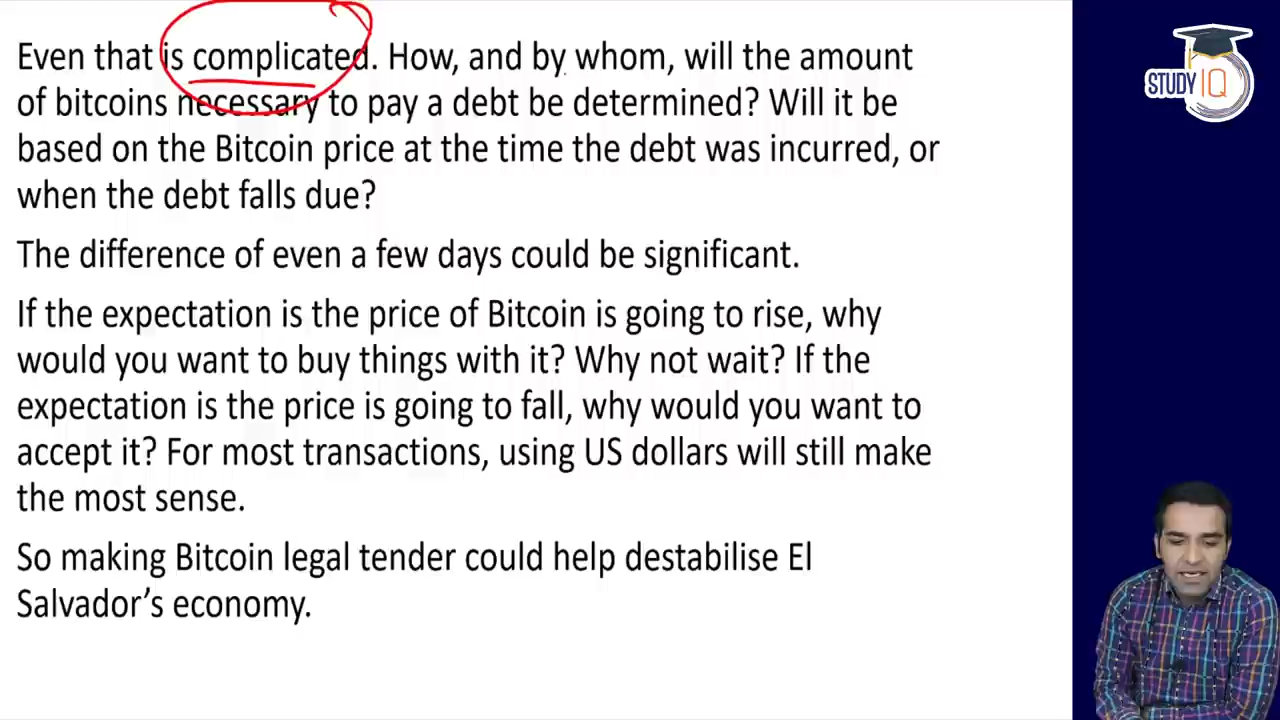 Even that is complicated. How, and by whom, will the amount
of bitcoins necessary to pay a debt be determined? Will it be
based on the Bitcoin price at the time the debt was incurred, or
when the debt falls due?
The difference of even a few days could be significant.
If the expectation is the price of Bitcoin is going to rise, why
would you want to buy things with it? Why not wait? If the
expectation is the price is going to fall, why would you want to
accept it? For most transactions, using US dollars will still make
the most sense.
So making Bitcoin legal tender could help destabilise El
Salvador’s economy.
STUDY IQ